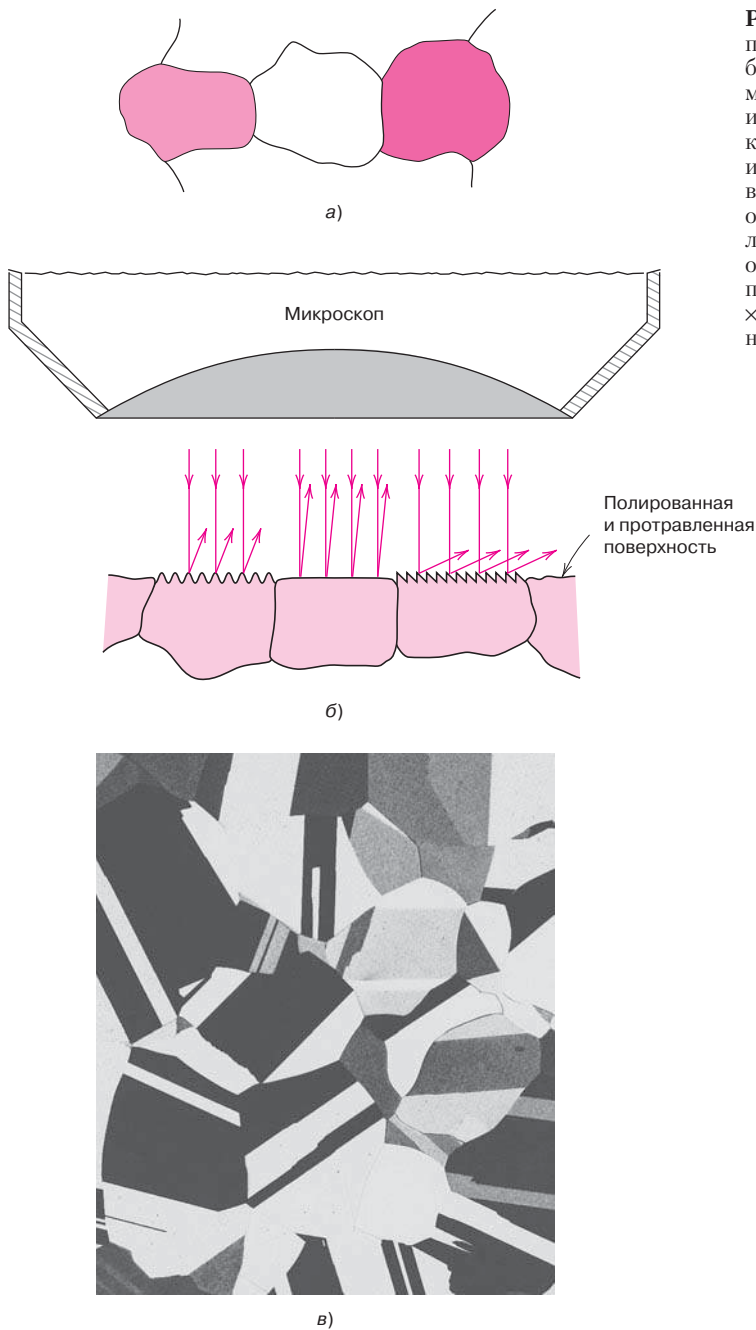 а)
Микроскоп
Полированная
и протравленная
поверхность
б)
в)